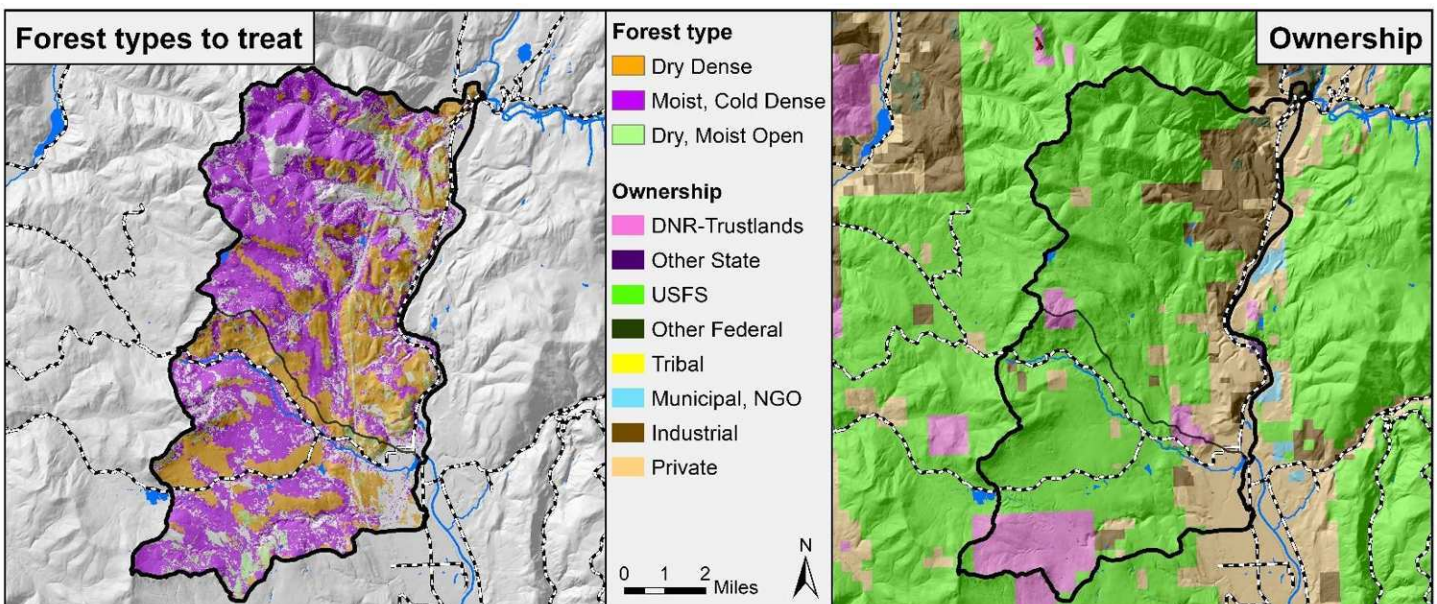 Forest types to treat
Forest type
Dry Dense
Moist, Cold Dense
Dry, Moist Open
Ownership
DNR-Trustlands
Other State
USFS
Other Federal
Tribal
Municipal, NGO
Industrial
Private
0 1 2
Miles
N
Ownership